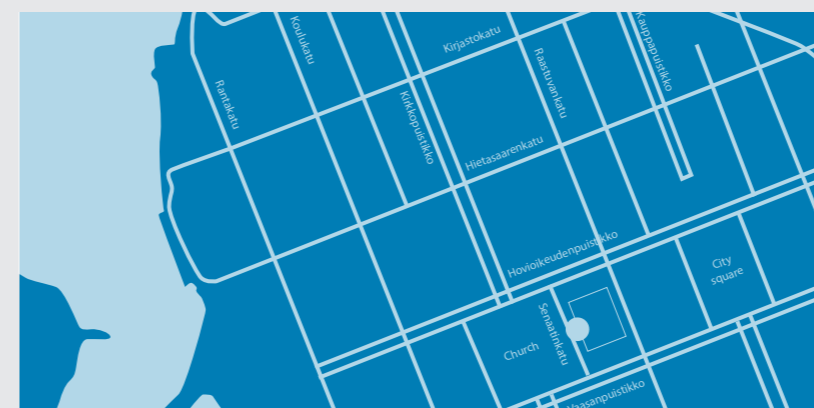 Koulukatu
Kirjastokatu
Kauppapuistikko
Raastuvankatu
Rantakatu
Kirkkopuistikko
Hietasaarenkatu
Hovioikeudenpuistikko
City
square
Senaatinkatu
Church
Vaasanpuistikko